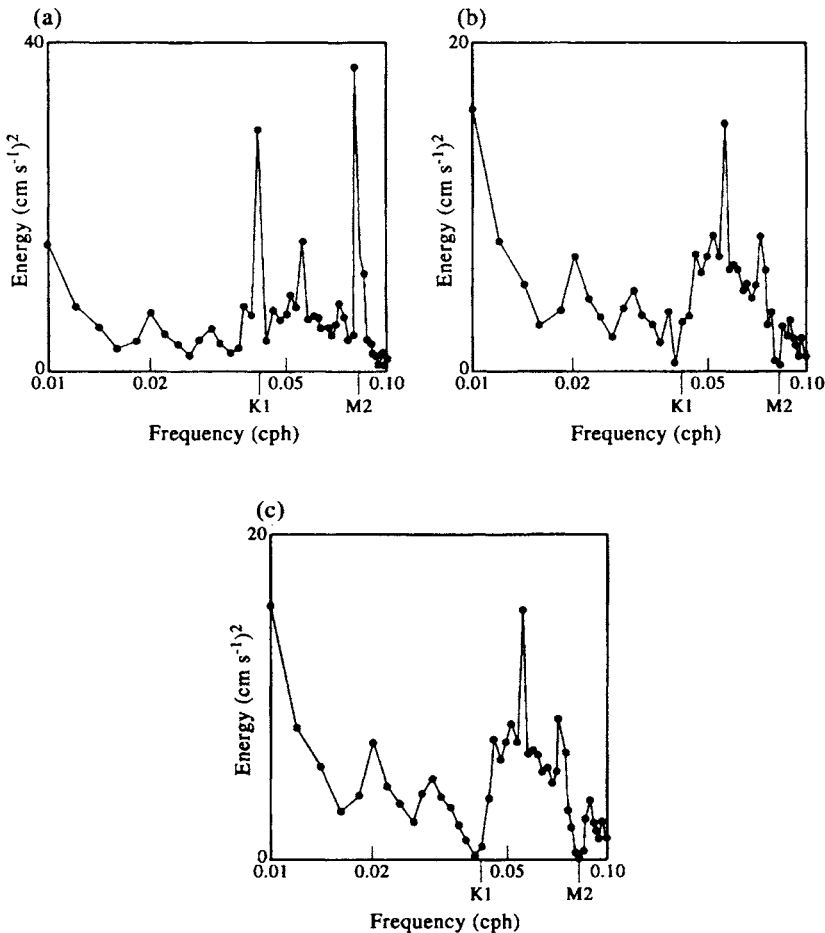 (a)
40
Energy (cm s⁻¹)²
0
0.01 0.02 0.05 0.10
K1 M2
Frequency (cph)
(b)
20
Energy (cm s⁻¹)²
0
0.01 0.02 0.05 0.10
K1 M2
Frequency (cph)
(c)
20
Energy (cm s⁻¹)²
0
0.01 0.02 0.05 0.10
K1 M2
Frequency (cph)